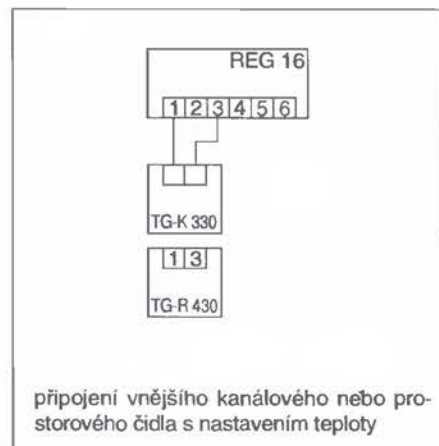 REG 16
1 2 3 4 5 6
TG-K 330
1 3
TG-R 430
připojení vnějšího kanálového nebo pro-
storového čidla s nastavením teploty